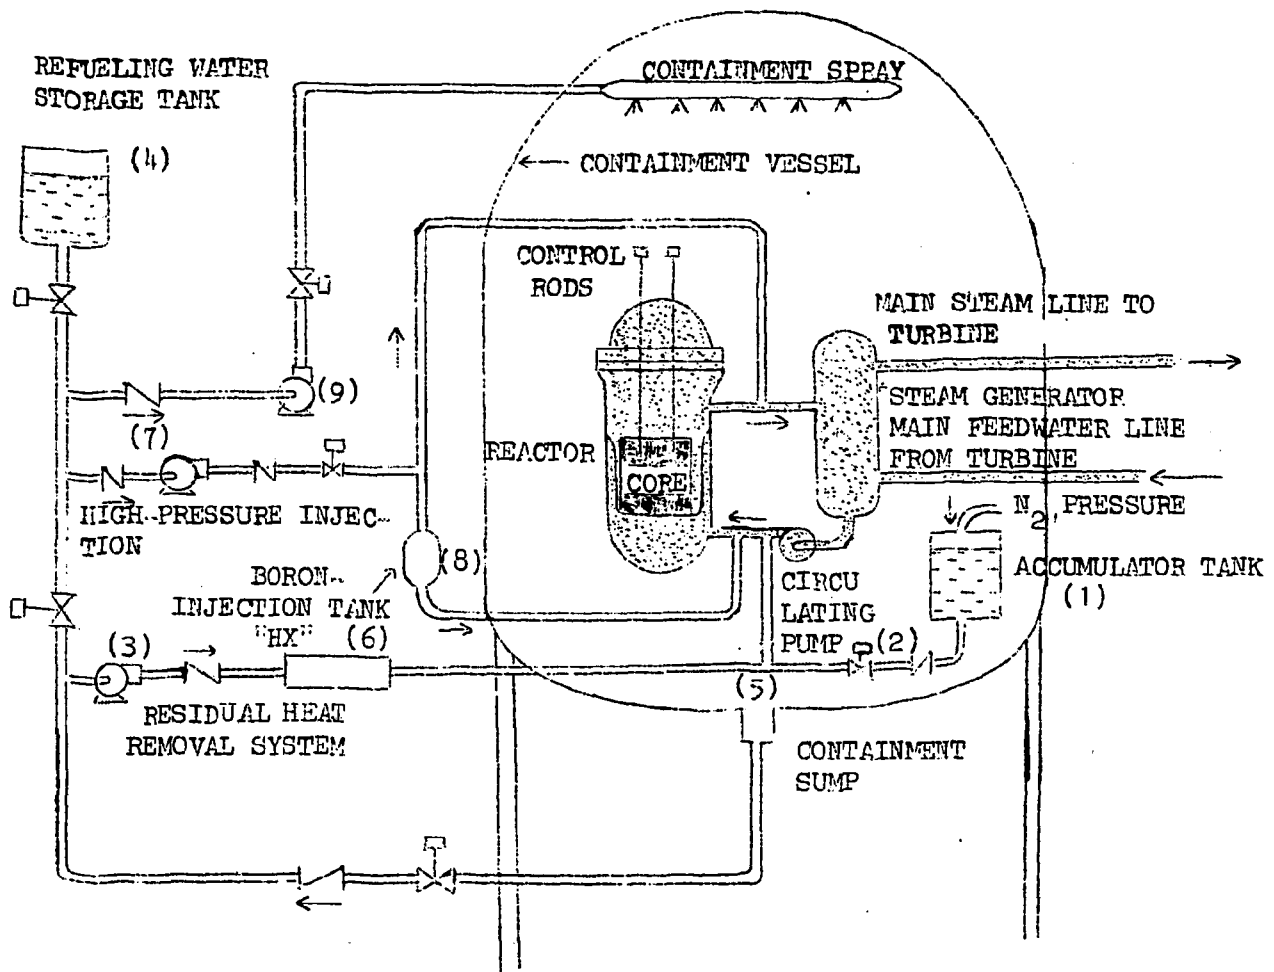 REFUELING WATER
STORAGE TANK
(4)
CONTAINMENT SPRAY
CONTAINMENT VESSEL
CONTROL
RODS
MAIN STEAM LINE TO
TURBINE
(9)
STEAM GENERATOR
MAIN FEEDWATER LINE
FROM TURBINE
(7)
REACTOR
CORE
HIGH-PRESSURE INJEC-
TION
N2 PRESSURE
(8)
BORON-
INJECTION TANK
"HX"
(6)
CIRCU
LATING
PUMP
ACCUMULATOR TANK
(1)
(2)
(3)
(5)
RESIDUAL HEAT
REMOVAL SYSTEM
CONTAINMENT
SUMP